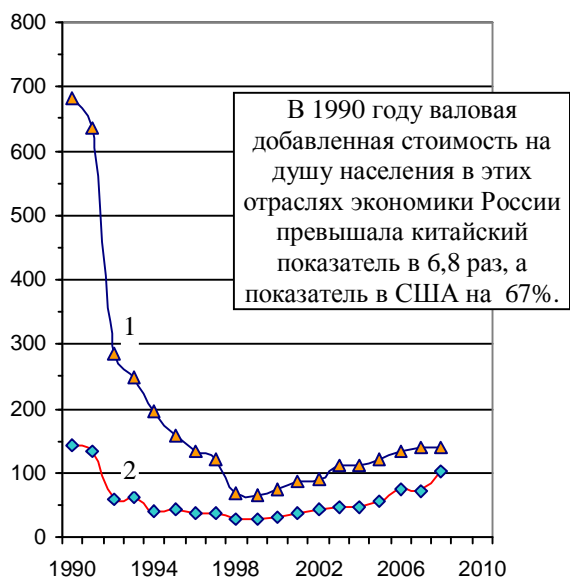 800
700
В 1990 году валовая
добавленная стоимость на
душу населения в этих
отраслях экономики России
превышала китайский
показатель в 6,8 раз, а
показатель в США на 67%.
600
500
400
300
1
200
100
2
0
1990 1994 1998 2002 2006 2010